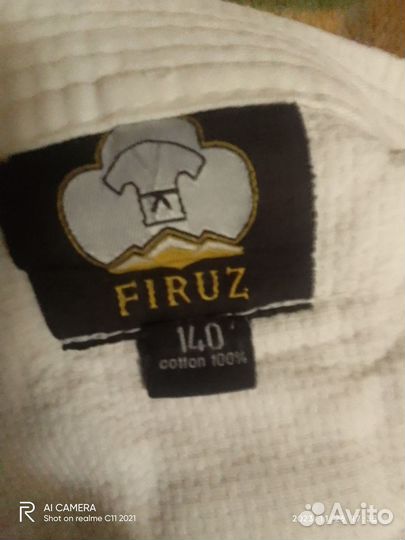 FIRUZ
140
cotton 100%
R
AI CAMERA
Shot on realme C11 2021
Avito